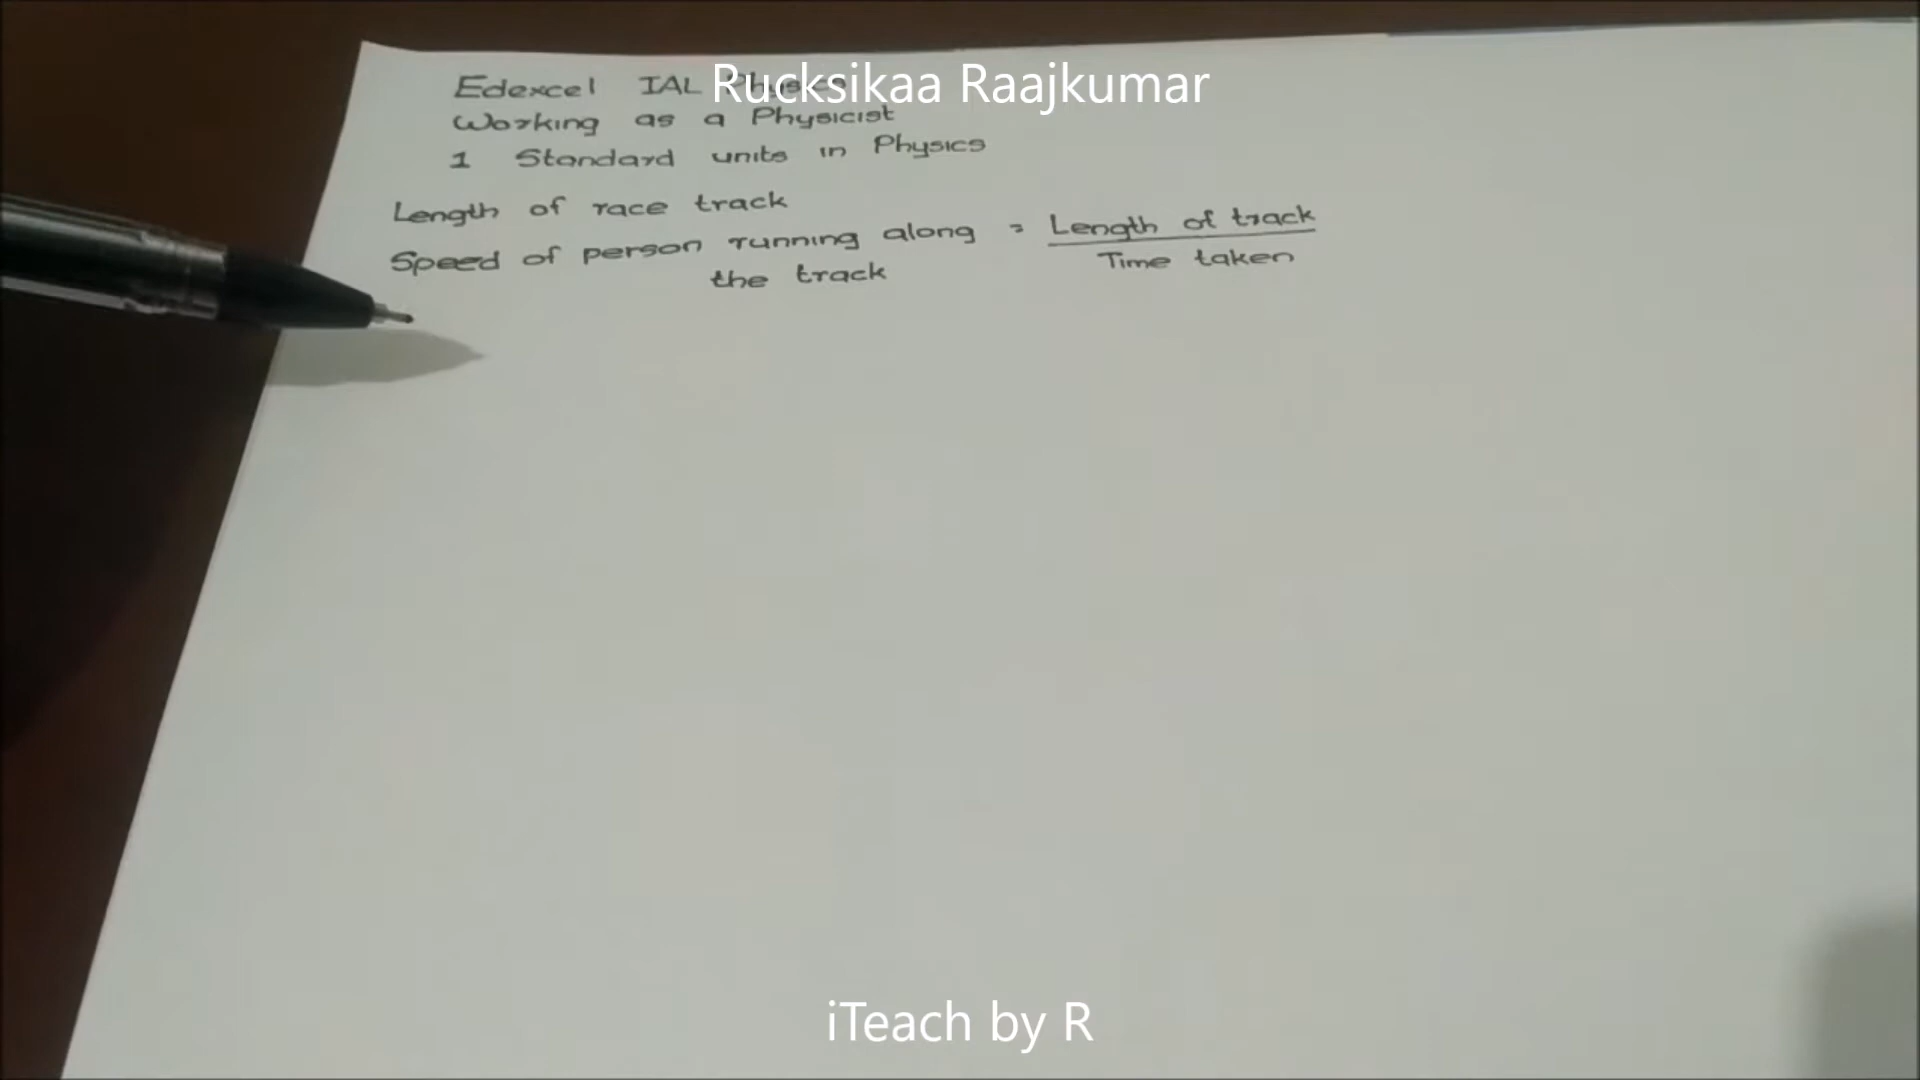 Rucksikaa Raajkumar
Edexcel IAL Physics
Working as a Physicist
1 Standard units in Physics
Length of race track
Speed of person running along = Length of track
the track Time taken
iTeach by R